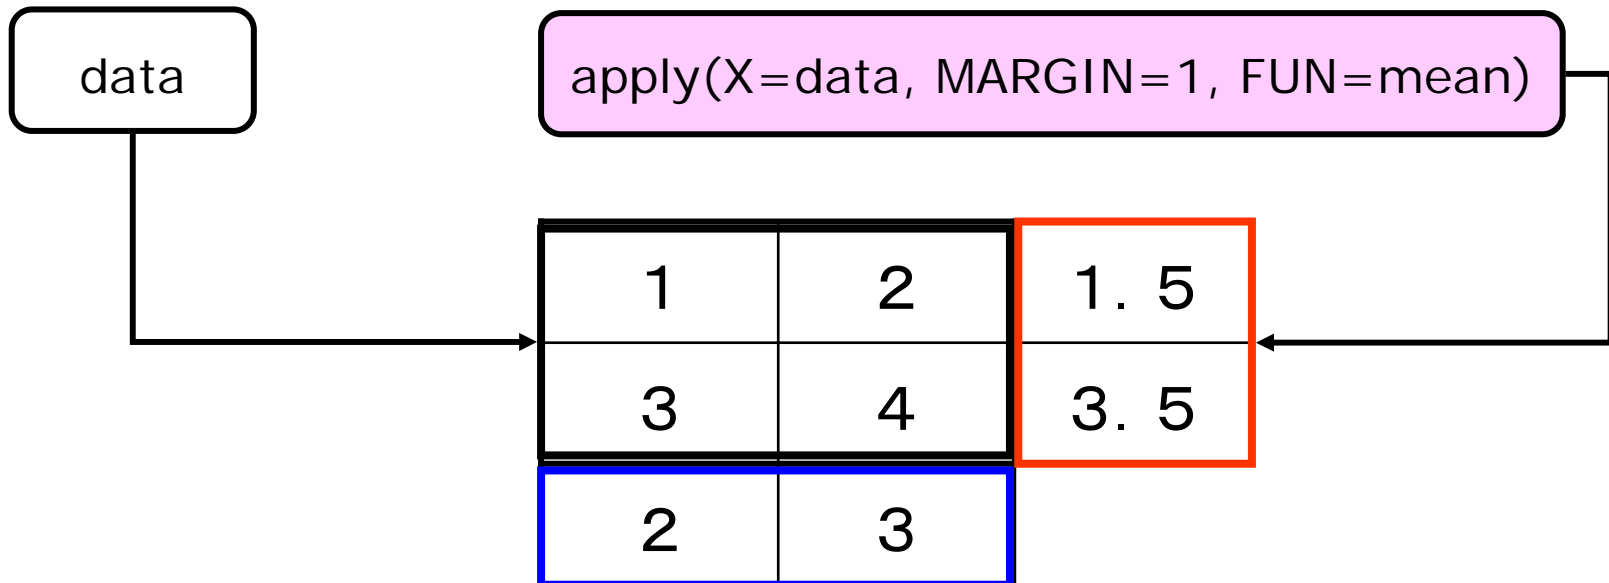 data
apply(X=data, MARGIN=1, FUN=mean)
1 2 1. 5
3 4 3. 5
2 3